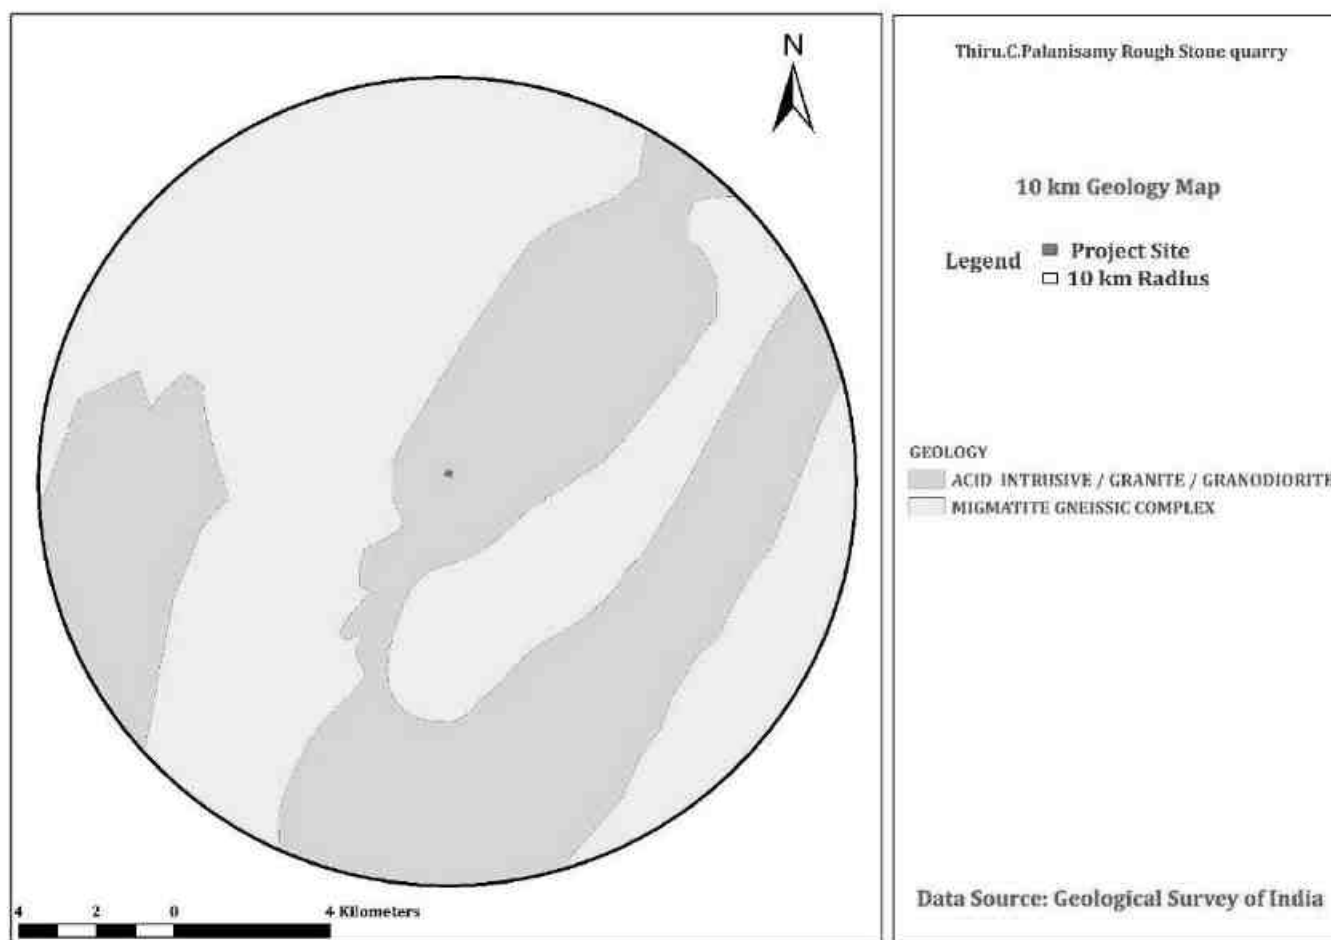 N
Thiru.C.Palanisamy Rough Stone quarry
10 km Geology Map
Legend
Project Site
10 km Radius
GEOLOGY
ACID INTRUSIVE / GRANITE / GRANODIORITE
MIGMATITE GNEISSIC COMPLEX
4 2 0 4 Kilometers
Data Source: Geological Survey of India